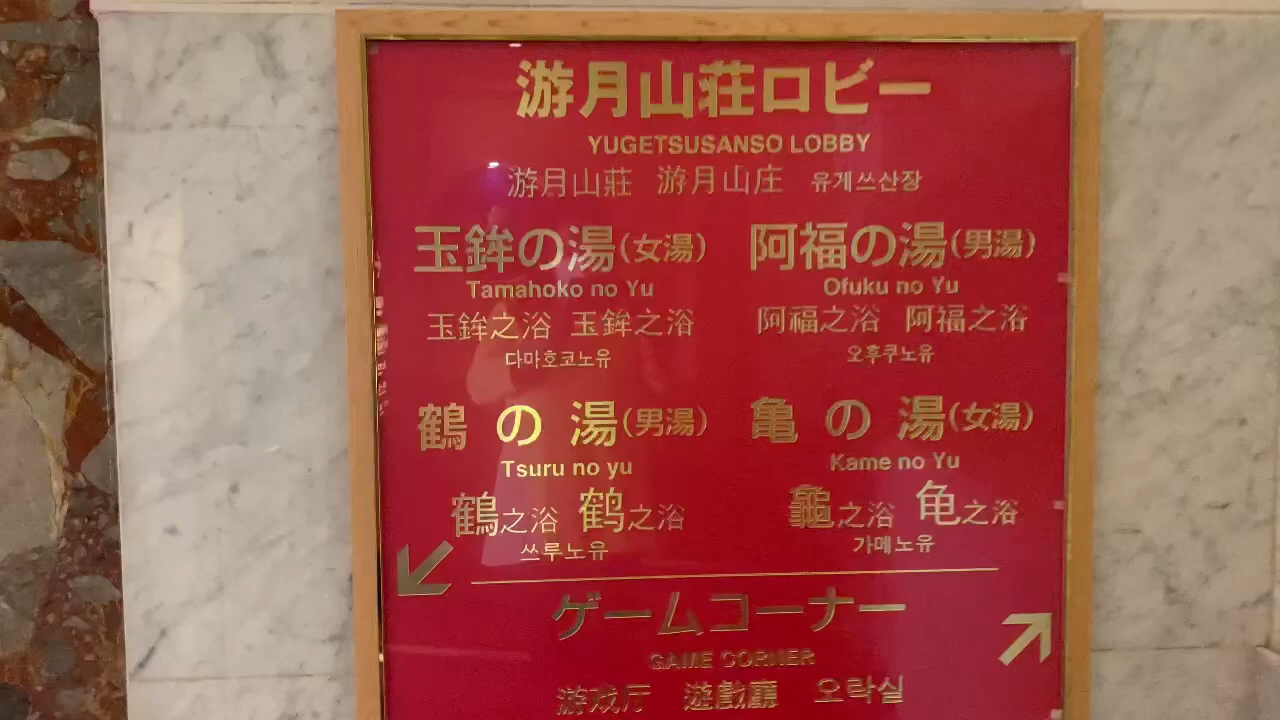 游月山荘ロビー
YUGETSUSANSO LOBBY
游月山莊 游月山庄 유게쓰산장
玉鉾の湯(女湯) 阿福の湯(男湯)
Tamahoko no Yu Ofuku no Yu
玉鉾之浴 玉鉾之浴 阿福之浴 阿福之浴
다마호코노유 오후쿠노유
鶴の湯(男湯) 亀の湯(女湯)
Tsuru no yu Kame no Yu
鶴之浴 鹤之浴 龜之浴 龟之浴
쓰루노유 가메노유
ゲームコーナー
GAME CORNER
游戏厅 遊戲廳 오락실